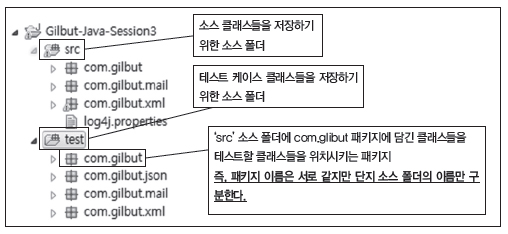 Gilbut-Java-Session3
src
com.gilbut
com.gilbut.mail
com.gilbut.xml
log4j.properties
test
com.gilbut
com.gilbut.json
com.gilbut.mail
com.gilbut.xml
소스 클래스들을 저장하기
위한 소스 폴더
테스트 케이스 클래스들을 저장하기
위한 소스 폴더
'src' 소스 폴더에 com.glibut 패키지에 담긴 클래스들을
테스트할 클래스들을 위치시키는 패키지
즉, 패키지 이름은 서로 같지만 단지 소스 폴더의 이름만 구
분한다.